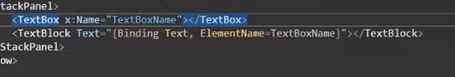 tackPanel>
<TextBox x:Name="TextBoxName"></TextBox>
<TextBlock Text="{Binding Text, ElementName=TextBoxName}"></TextBlock>
StackPanel>
ow>